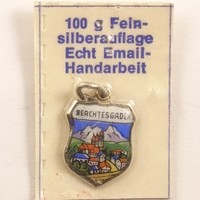 100 g Fein-
silberauflage
Echt Email-
Handarbeit
BERCHTESGADEN